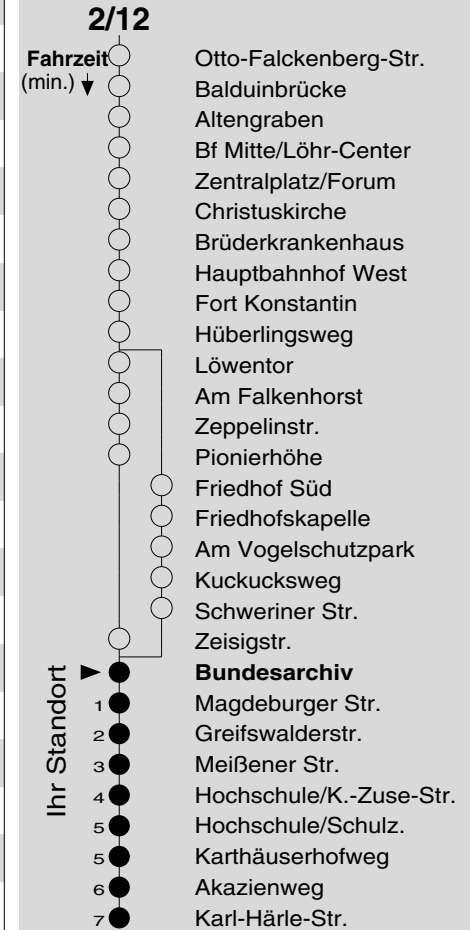 2/12
Fahrzeit
(min.)
Otto-Falckenberg-Str.
Balduinbrücke
Altengraben
Bf Mitte/Löhr-Center
Zentralplatz/Forum
Christuskirche
Brüderkrankenhaus
Hauptbahnhof West
Fort Konstantin
Hüberlingsweg
Löwentor
Am Falkenhorst
Zeppelinstr.
Pionierhöhe
Friedhof Süd
Friedhofskapelle
Am Vogelschutzpark
Kuckucksweg
Schweriner Str.
Zeisigstr.
Ihr Standort
Bundesarchiv
1 Magdeburger Str.
2 Greifswalderstr.
3 Meißener Str.
4 Hochschule/K.-Zuse-Str.
5 Hochschule/Schulz.
5 Karthäuserhofweg
6 Akazienweg
7 Karl-Härle-Str.